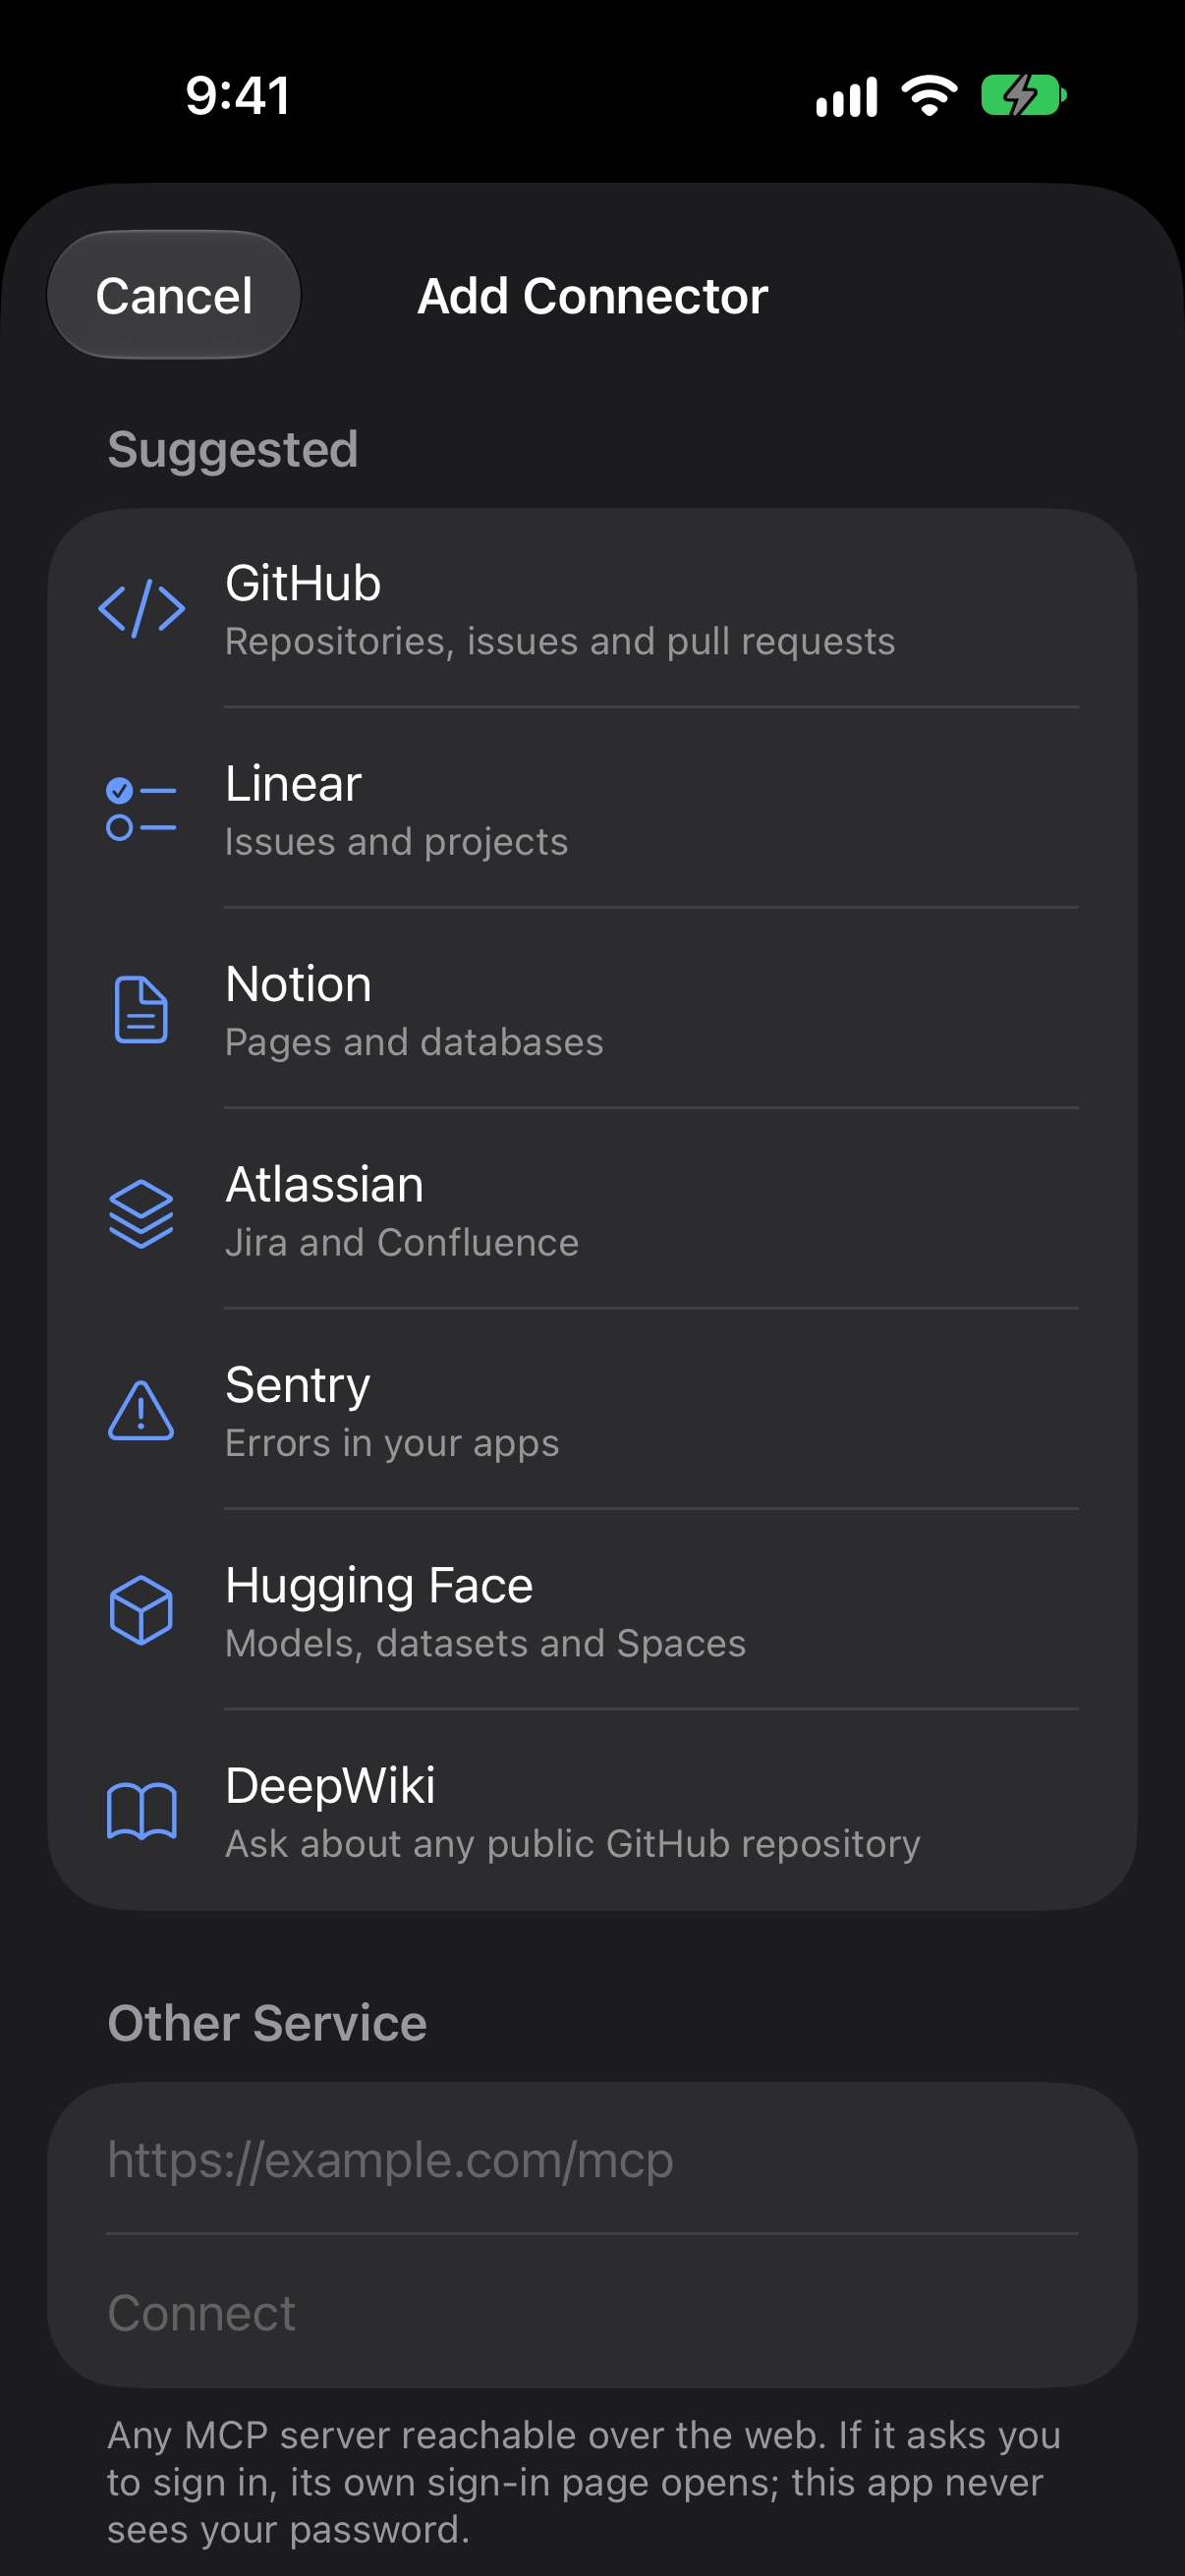 9:41
Cancel
Add Connector
Suggested
GitHub
Repositories, issues and pull requests
Linear
Issues and projects
Notion
Pages and databases
Atlassian
Jira and Confluence
Sentry
Errors in your apps
Hugging Face
Models, datasets and Spaces
DeepWiki
Ask about any public GitHub repository
Other Service
https://example.com/mcp
Connect
Any MCP server reachable over the web. If it asks you
to sign in, its own sign-in page opens; this app never
sees your password.